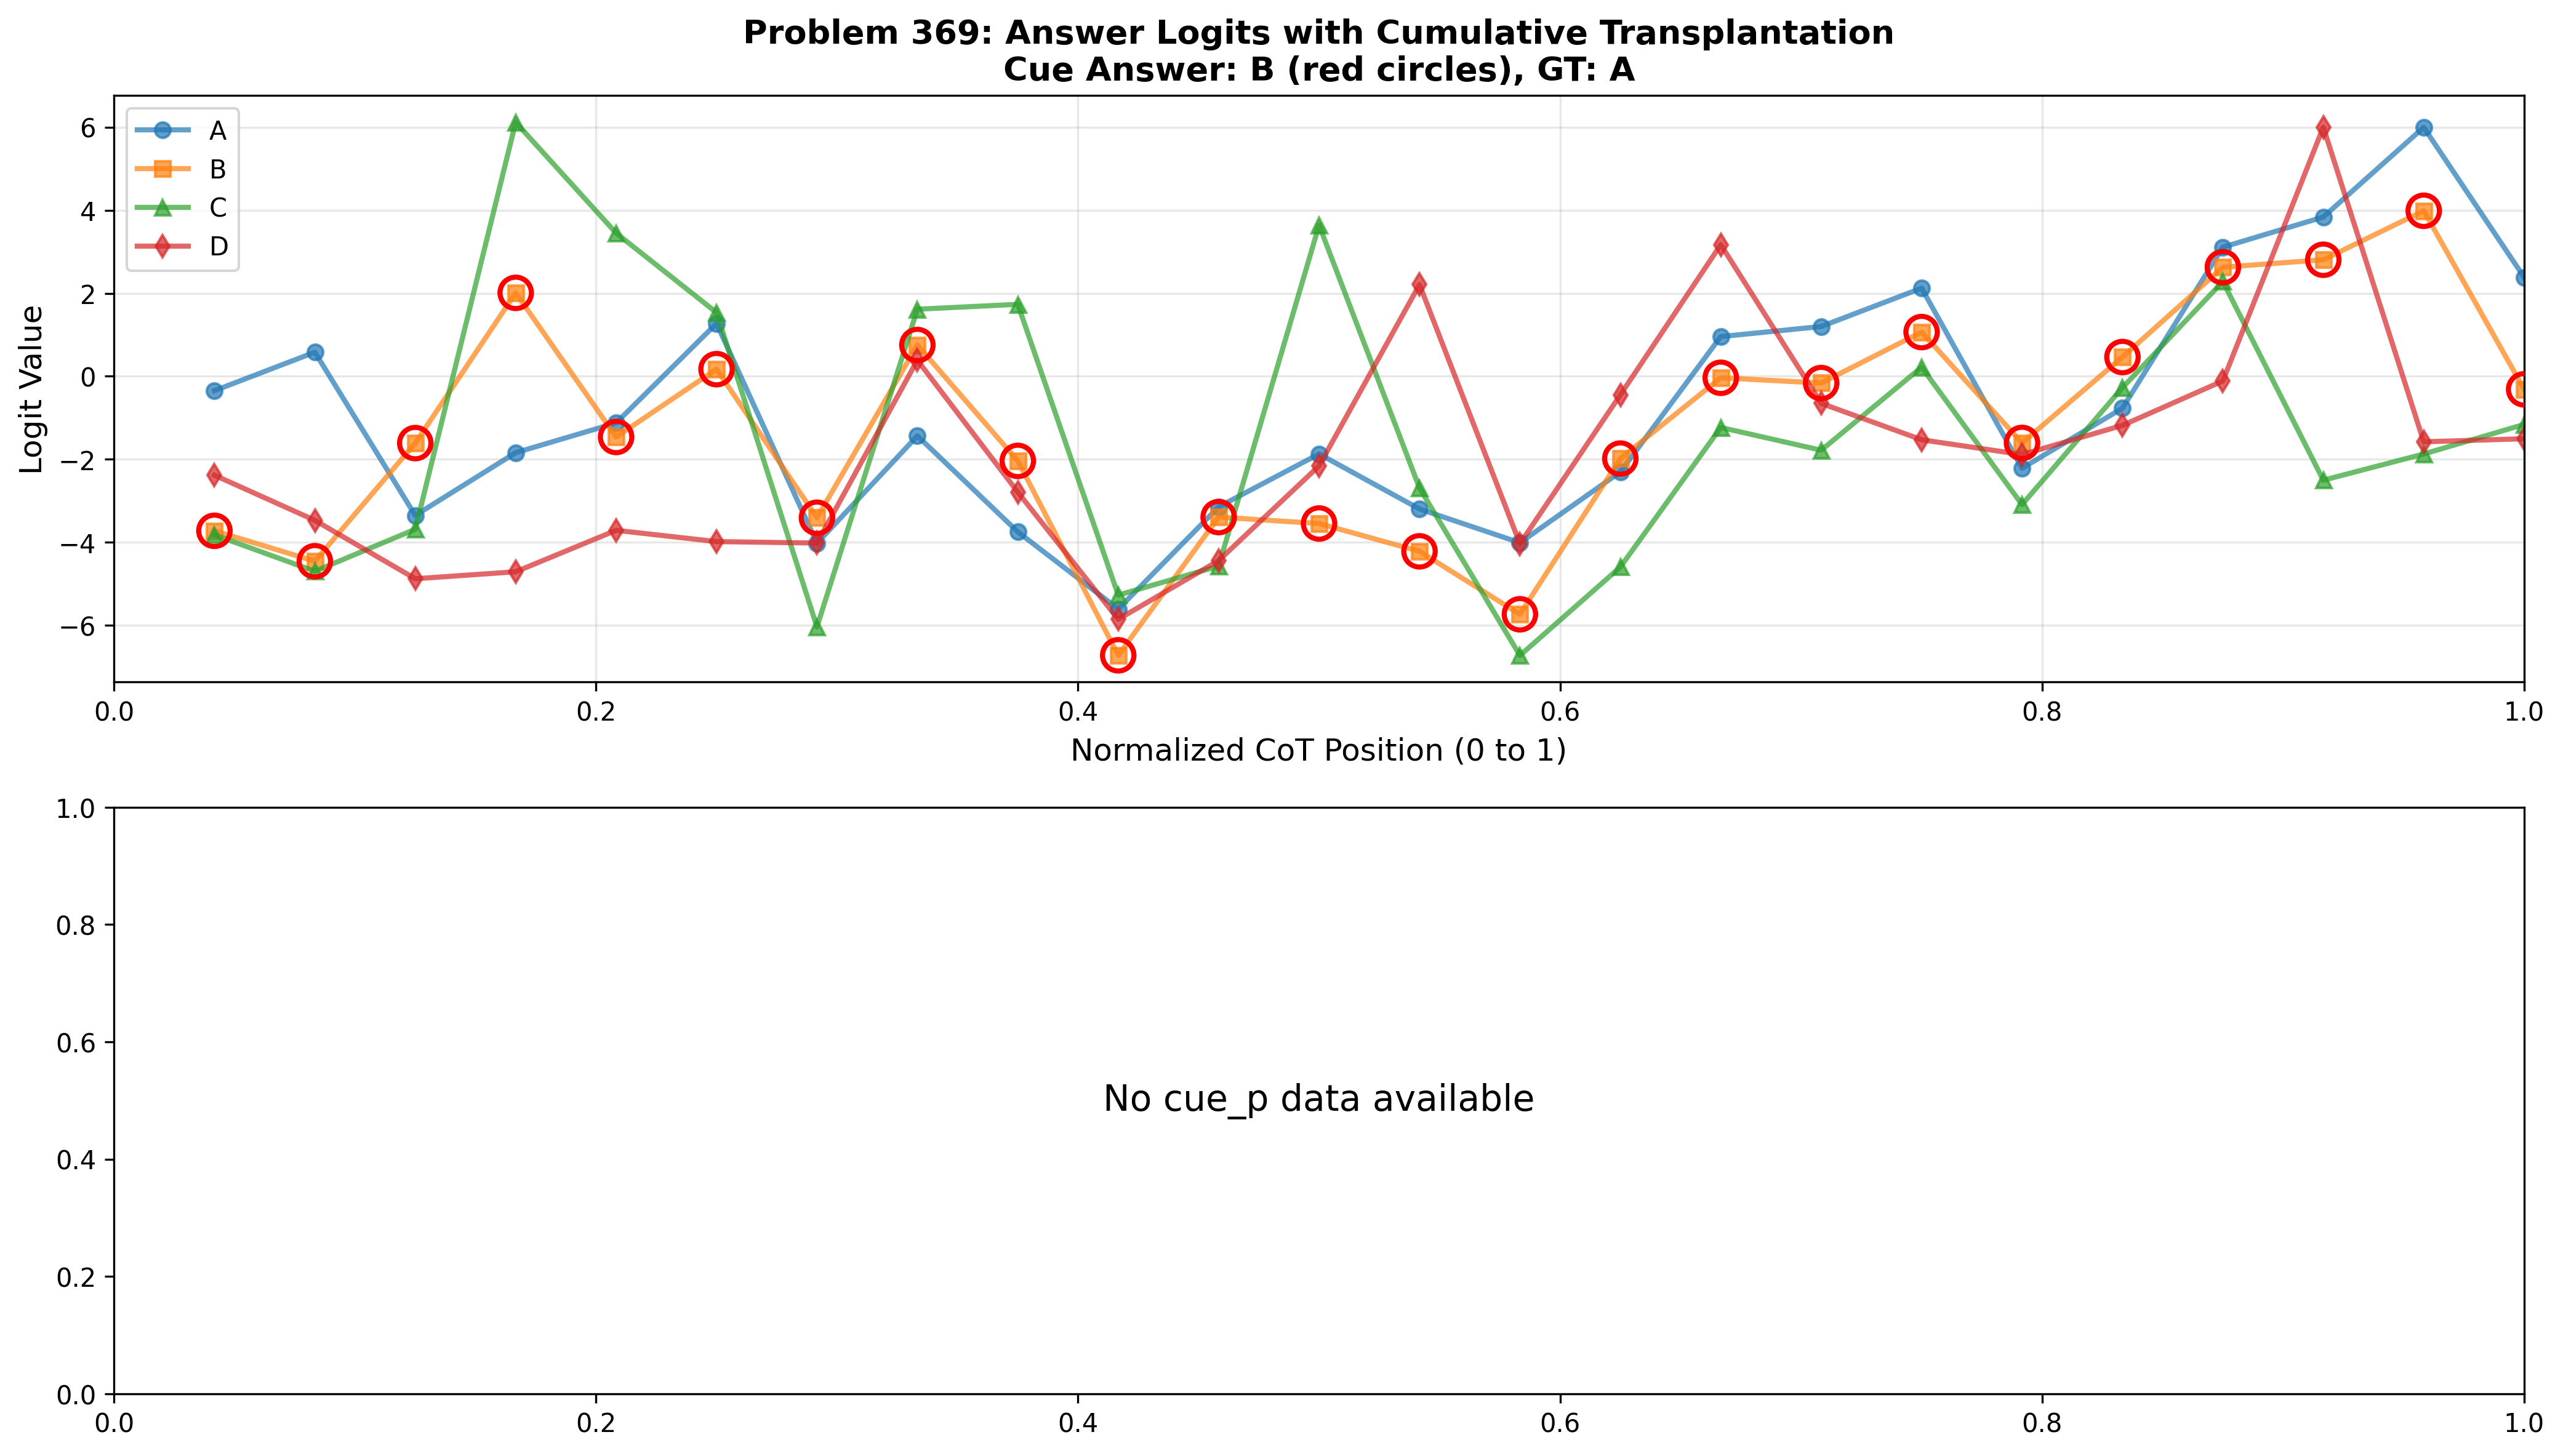 Problem 369: Answer Logits with Cumulative Transplantation
Cue Answer: B (red circles), GT: A
A
B
C
D
Logit Value
6
4
2
0
−2
−4
−6
0.0
0.2
0.4
0.6
0.8
1.0
Normalized CoT Position (0 to 1)
1.0
0.8
0.6
0.4
0.2
0.0
No cue_p data available
0.0
0.2
0.4
0.6
0.8
1.0